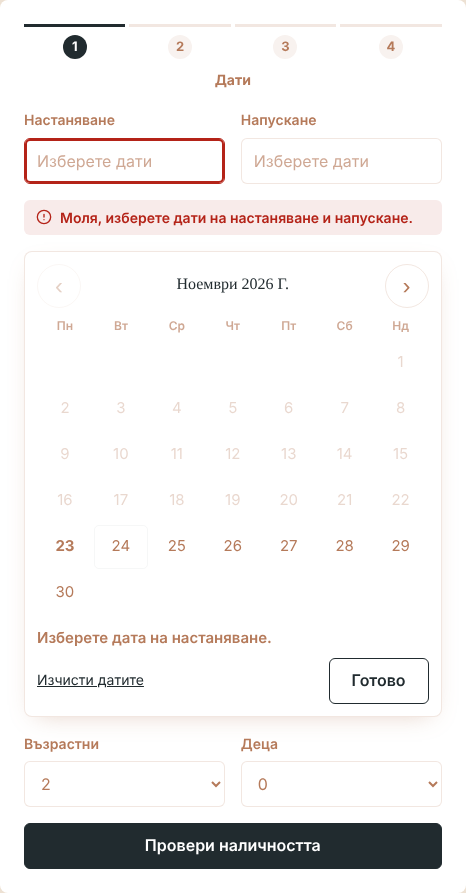 1 2 3 4
Дати
Настаняване Напускане
Изберете дати Изберете дати
Моля, изберете дати на настаняване и напускане.
‹ Ноември 2026 г. ›
Пн Вт Ср Чт Пт Сб Нд
1
2 3 4 5 6 7 8
9 10 11 12 13 14 15
16 17 18 19 20 21 22
23 24 25 26 27 28 29
30
Изберете дата на настаняване.
Изчисти датите Готово
Възрастни Деца
2 0
Провери наличността